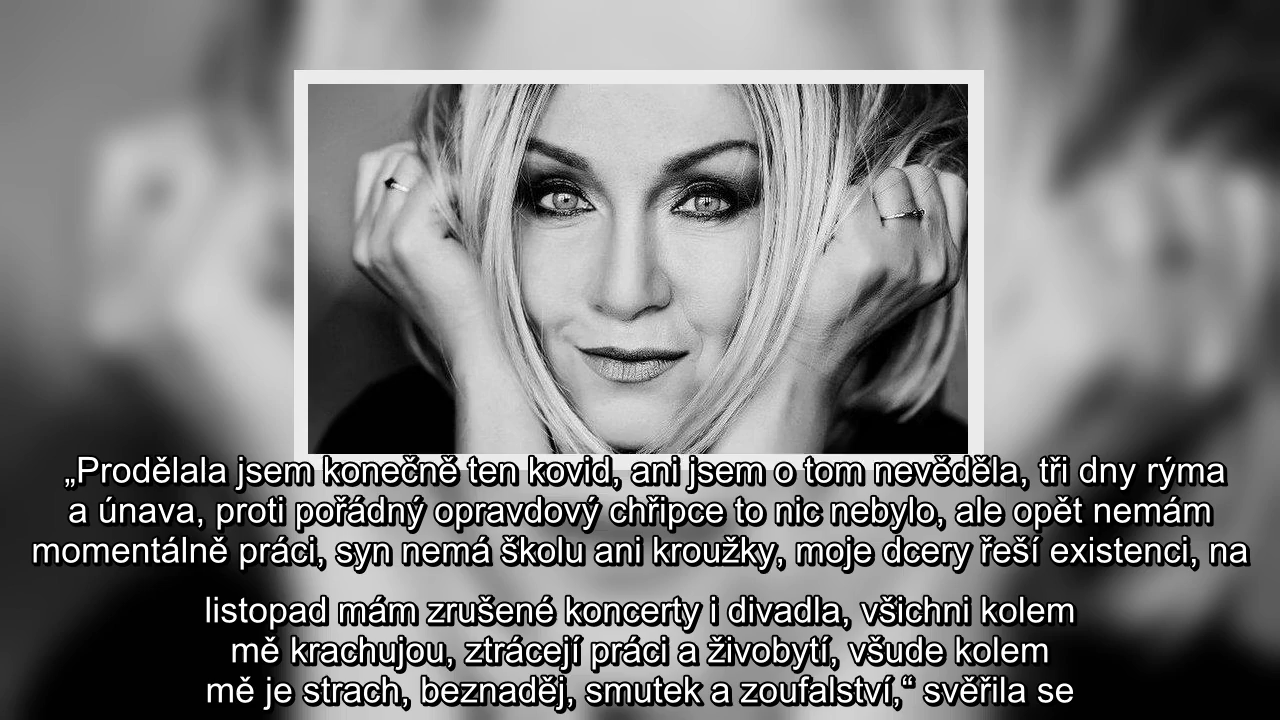 „Prodělala jsem konečně ten kovid, ani jsem o tom nevěděla, tři dny rýma
a únava, proti pořádný opravdový chřipce to nic nebylo, ale opět nemám
momentálně práci, syn nemá školu ani kroužky, moje dcery řeší existenci, na
listopad mám zrušené koncerty i divadla, všichni kolem
mě krachujou, ztrácejí práci a živobytí, všude kolem
mě je strach, beznaděj, smutek a zoufalství,“ svěřila se